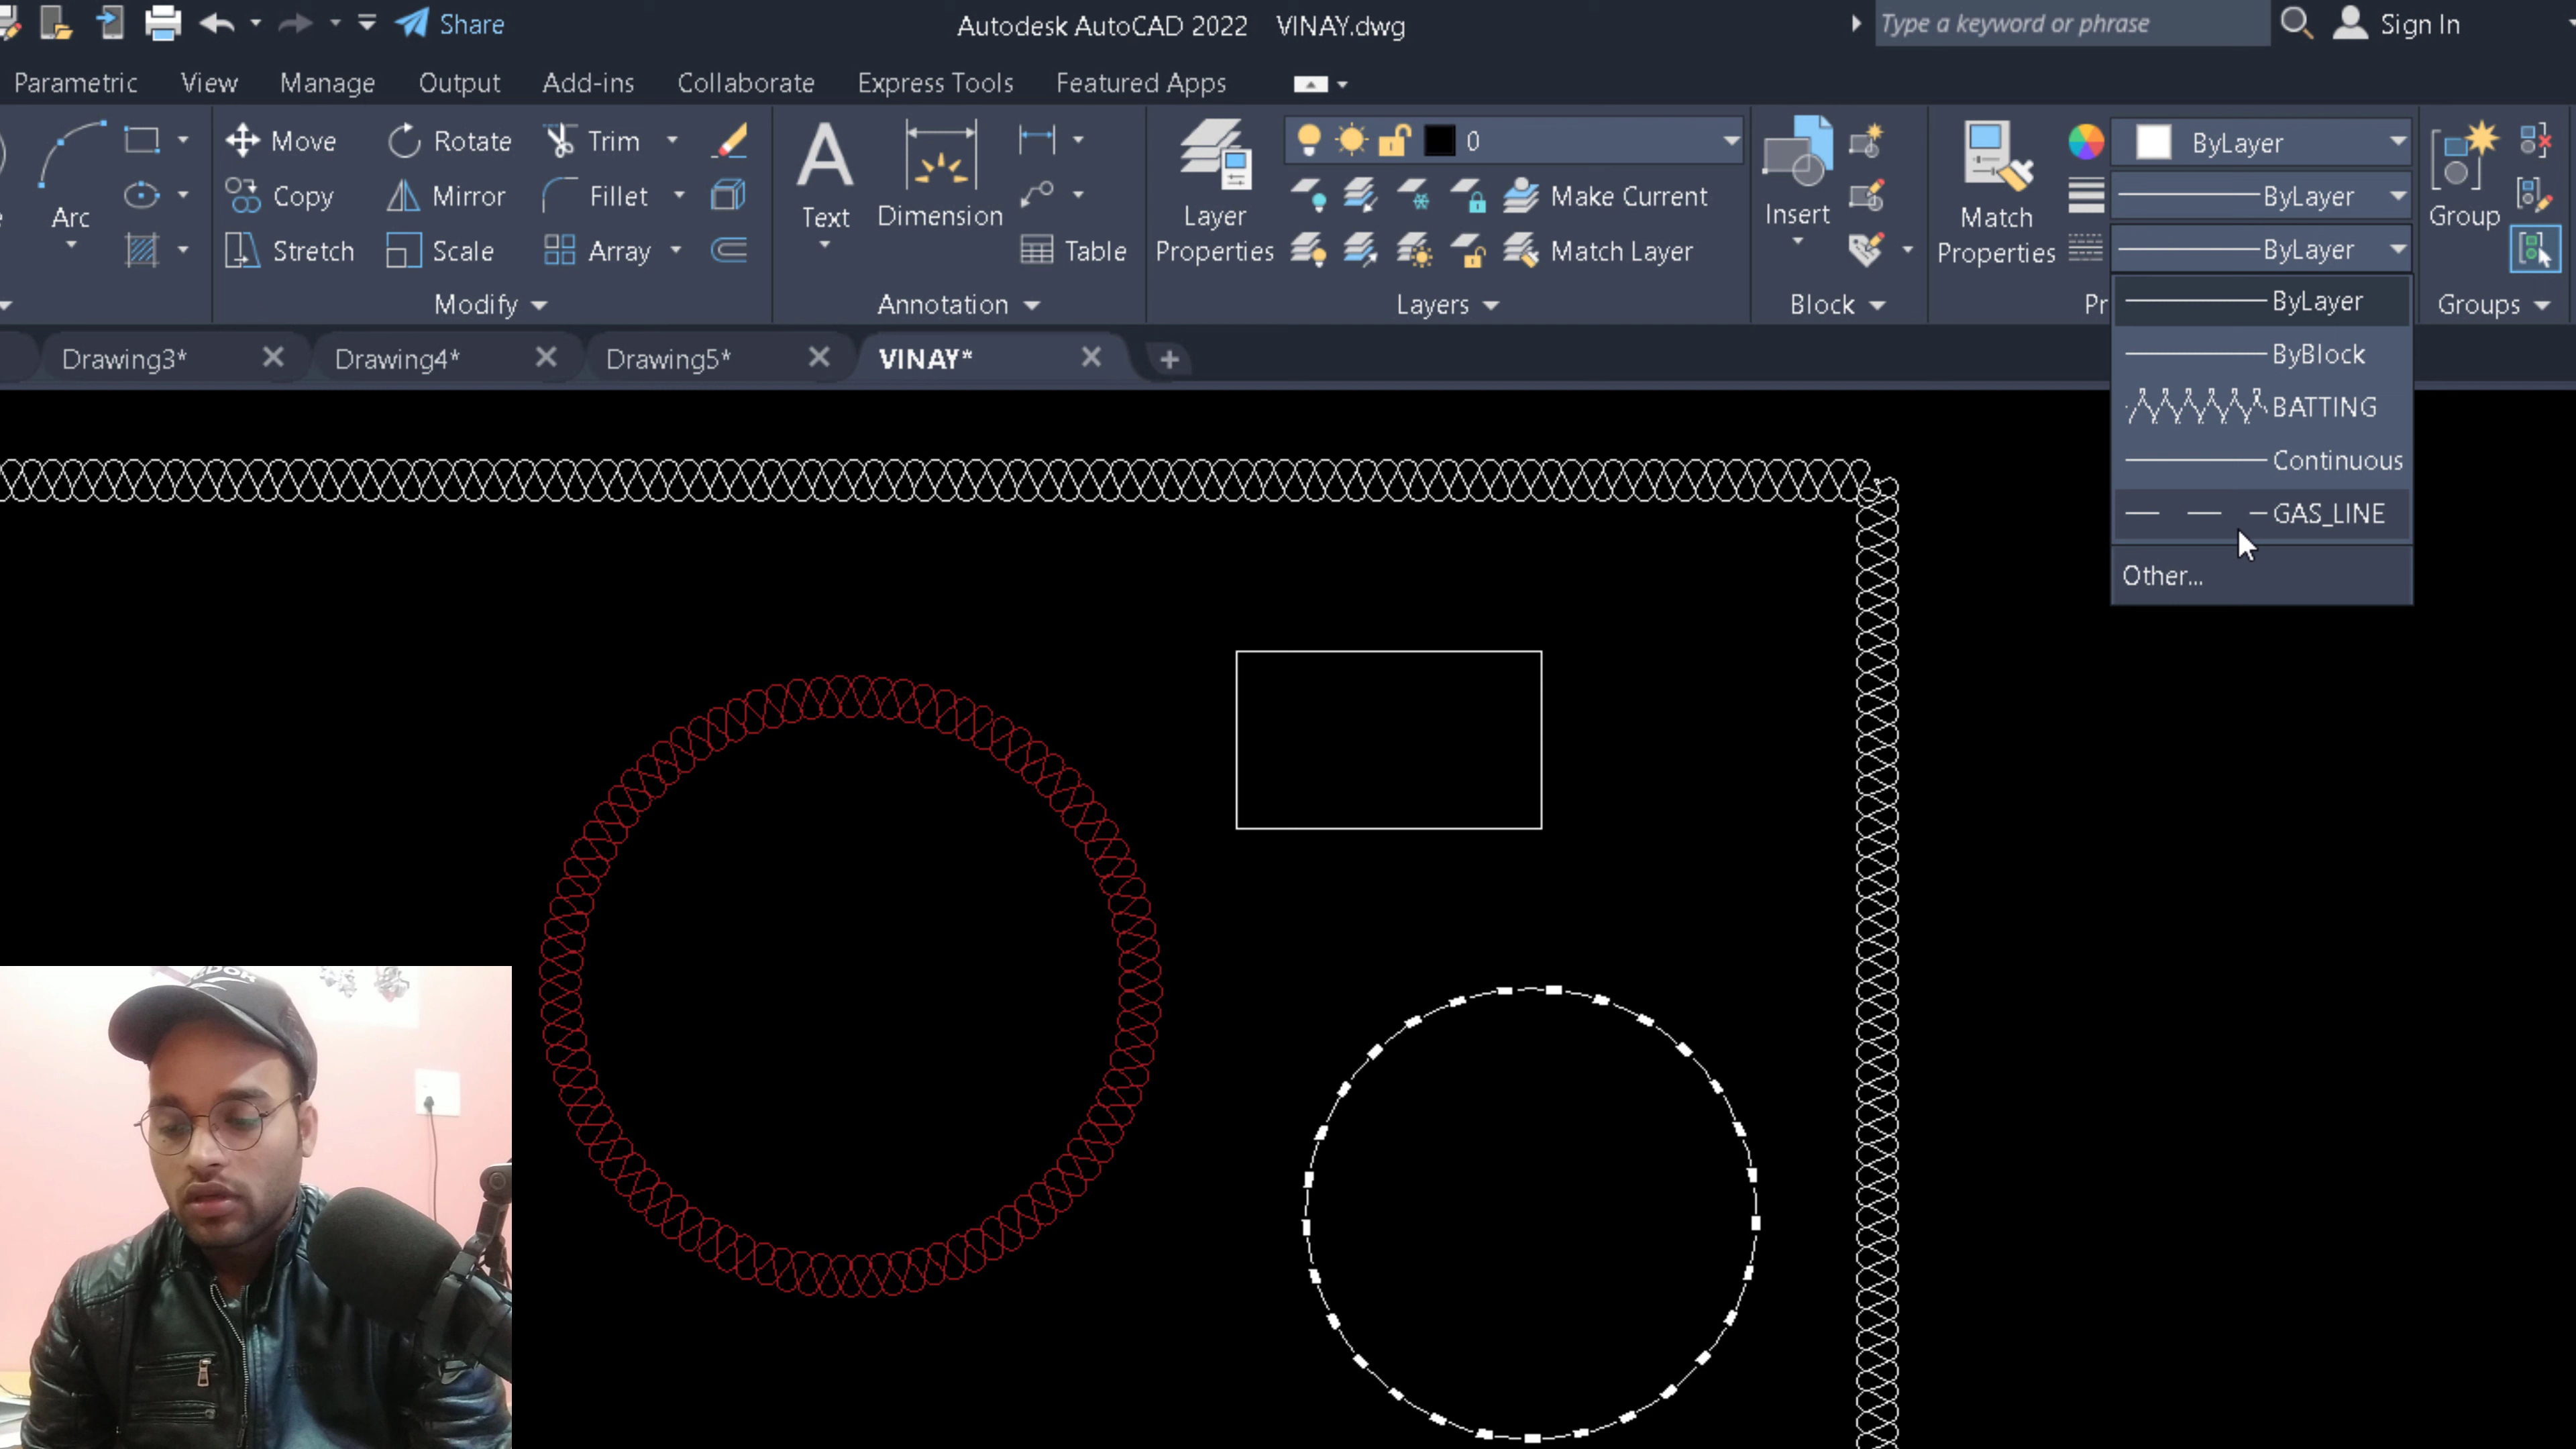 Share
Autodesk AutoCAD 2022 VINAY.dwg
Type a keyword or phrase
Sign In
Parametric View Manage Output Add-ins Collaborate Express Tools Featured Apps
Arc
Move Rotate Trim
Copy Mirror Fillet
Stretch Scale Array
Modify
Text
Dimension
Table
Annotation
Layer
Properties
0
Make Current
Match Layer
Layers
Insert
Block
Match
Properties
ByLayer
ByLayer
ByLayer
Pr
Group
Groups
ByLayer
ByBlock
BATTING
Continuous
GAS_LINE
Other...
Drawing3* Drawing4* Drawing5* VINAY*